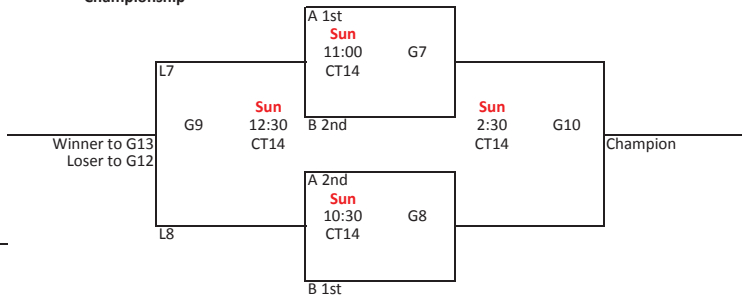 Championship
A 1st
Sun
11:00 G7
CT14
B 2nd
L7
Sun
G9 12:30
CT14
Winner to G13
Loser to G12
L8
Sun
2:30 G10
CT14
Champion
A 2nd
Sun
10:30 G8
CT14
B 1st